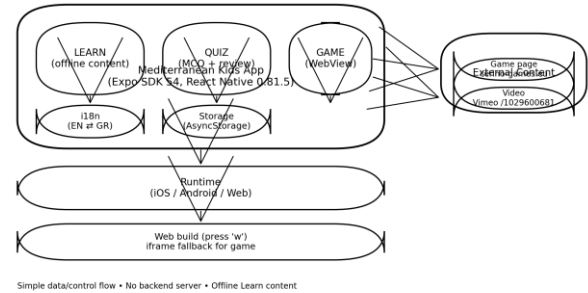 LEARN
(offline content)
QUIZ
(MCQ + review)
GAME
(WebView)
Mediterranean Kids App
(Expo SDK 54, React Native 0.81.5)
i18n
(EN ⇄ GR)
Storage
(AsyncStorage)
Game page
External Content
Video
Vimeo /1029600681
Runtime
(iOS / Android / Web)
Web build (press 'w')
iframe fallback for game
Simple data/control flow • No backend server • Offline Learn content